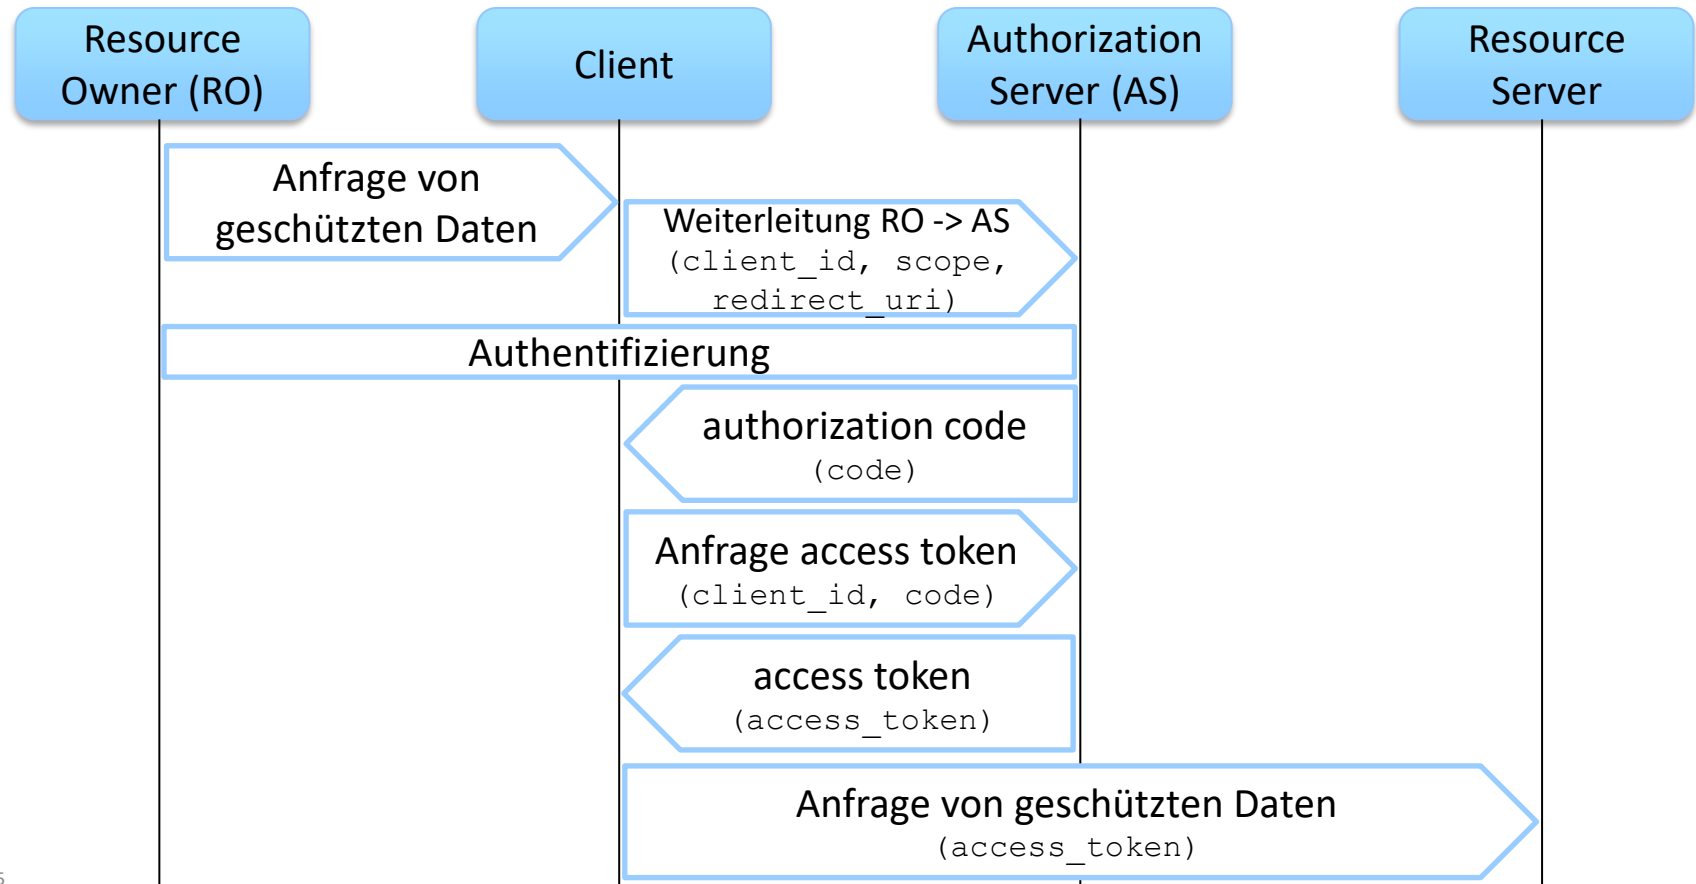 Resource
Owner (RO)
Client
Authorization
Server (AS)
Resource
Server
Anfrage von
geschützten Daten
Weiterleitung RO -> AS
(client_id, scope,
redirect_uri)
Authentifizierung
authorization code
(code)
Anfrage access token
(client_id, code)
access token
(access_token)
Anfrage von geschützten Daten
(access_token)